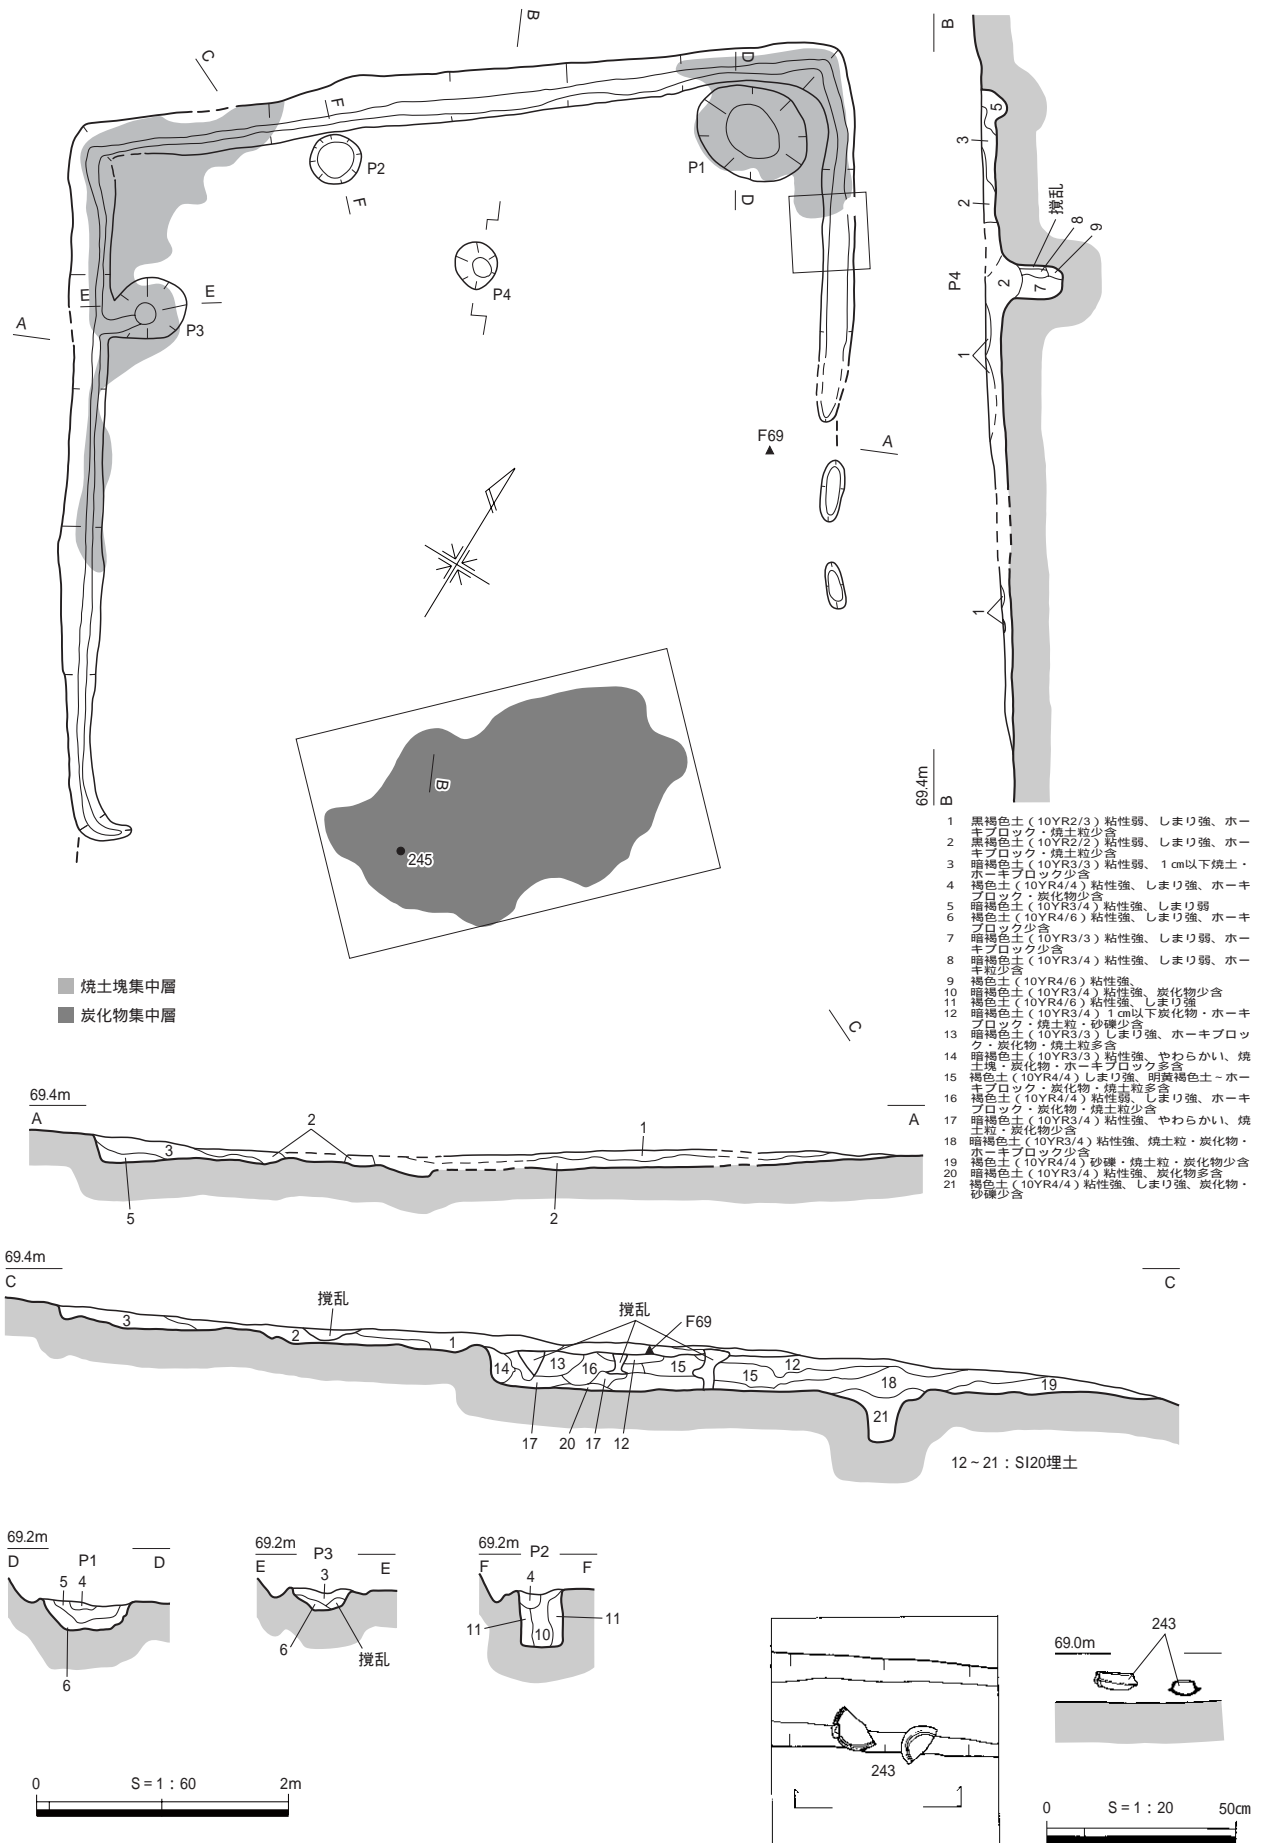 B
C
D
F
P2
F
P1
D
P4
E
E
P3
A
F69
A
B
245
C
焼土塊集中層
炭化物集中層
B
5
3
2
撹乱
8
9
P4
2
7
1
1
69.4m
B
1 黒褐色土（10YR2/3）粘性弱、しまり強、ホー
キブロック・焼土粒少含
2 黒褐色土（10YR2/2）粘性弱、しまり強、ホー
キブロック・焼土粒少含
3 暗褐色土（10YR3/3）粘性弱、1㎝以下焼土・
ホーキブロック少含
4 褐色土（10YR4/4）粘性強、しまり強、ホーキ
ブロック・炭化物少含
5 暗褐色土（10YR3/4）粘性強、しまり弱
6 褐色土（10YR4/6）粘性強、しまり強、ホーキ
ブロック少含
7 暗褐色土（10YR3/3）粘性強、しまり弱、ホー
キブロック少含
8 暗褐色土（10YR3/4）粘性強、しまり弱、ホー
キ粒少含
9 褐色土（10YR4/6）粘性強、
10 暗褐色土（10YR3/4）粘性強、炭化物少含
11 褐色土（10YR4/6）粘性強、しまり強
12 暗褐色土（10YR3/4）1㎝以下炭化物・ホーキ
ブロック・焼土粒・砂礫少含
13 暗褐色土（10YR3/3）しまり強、ホーキブロッ
ク・炭化物・焼土粒多含
14 暗褐色土（10YR3/3）粘性強、やわらかい、焼
土塊・炭化物・ホーキブロック多含
15 褐色土（10YR4/4）しまり強、明黄褐色土～ホー
キブロック・炭化物・焼土粒多含
16 褐色土（10YR4/4）粘性弱、しまり強、ホーキ
ブロック・炭化物・焼土粒少含
17 暗褐色土（10YR3/4）粘性強、やわらかい、焼
土粒・炭化物少含
18 暗褐色土（10YR3/4）粘性強、焼土粒・炭化物・
ホーキブロック少含
19 褐色土（10YR4/4）砂礫・焼土粒・炭化物少含
20 暗褐色土（10YR3/4）粘性強、炭化物多含
21 褐色土（10YR4/4）粘性強、しまり強、炭化物・
砂礫少含
69.4m
A
A
2
1
3
5
2
69.4m
C
C
撹乱
撹乱
F69
3
2
1
14
13
16
15
15
12
18
19
21
17
20
17
12
12～21：SI20埋土
69.2m
D
P1
D
5
4
6
69.2m
E
P3
E
3
6
撹乱
69.2m
F
P2
F
4
11
10
11
243
69.0m
243
0
S＝1：60
2m
0
S＝1：20
50㎝